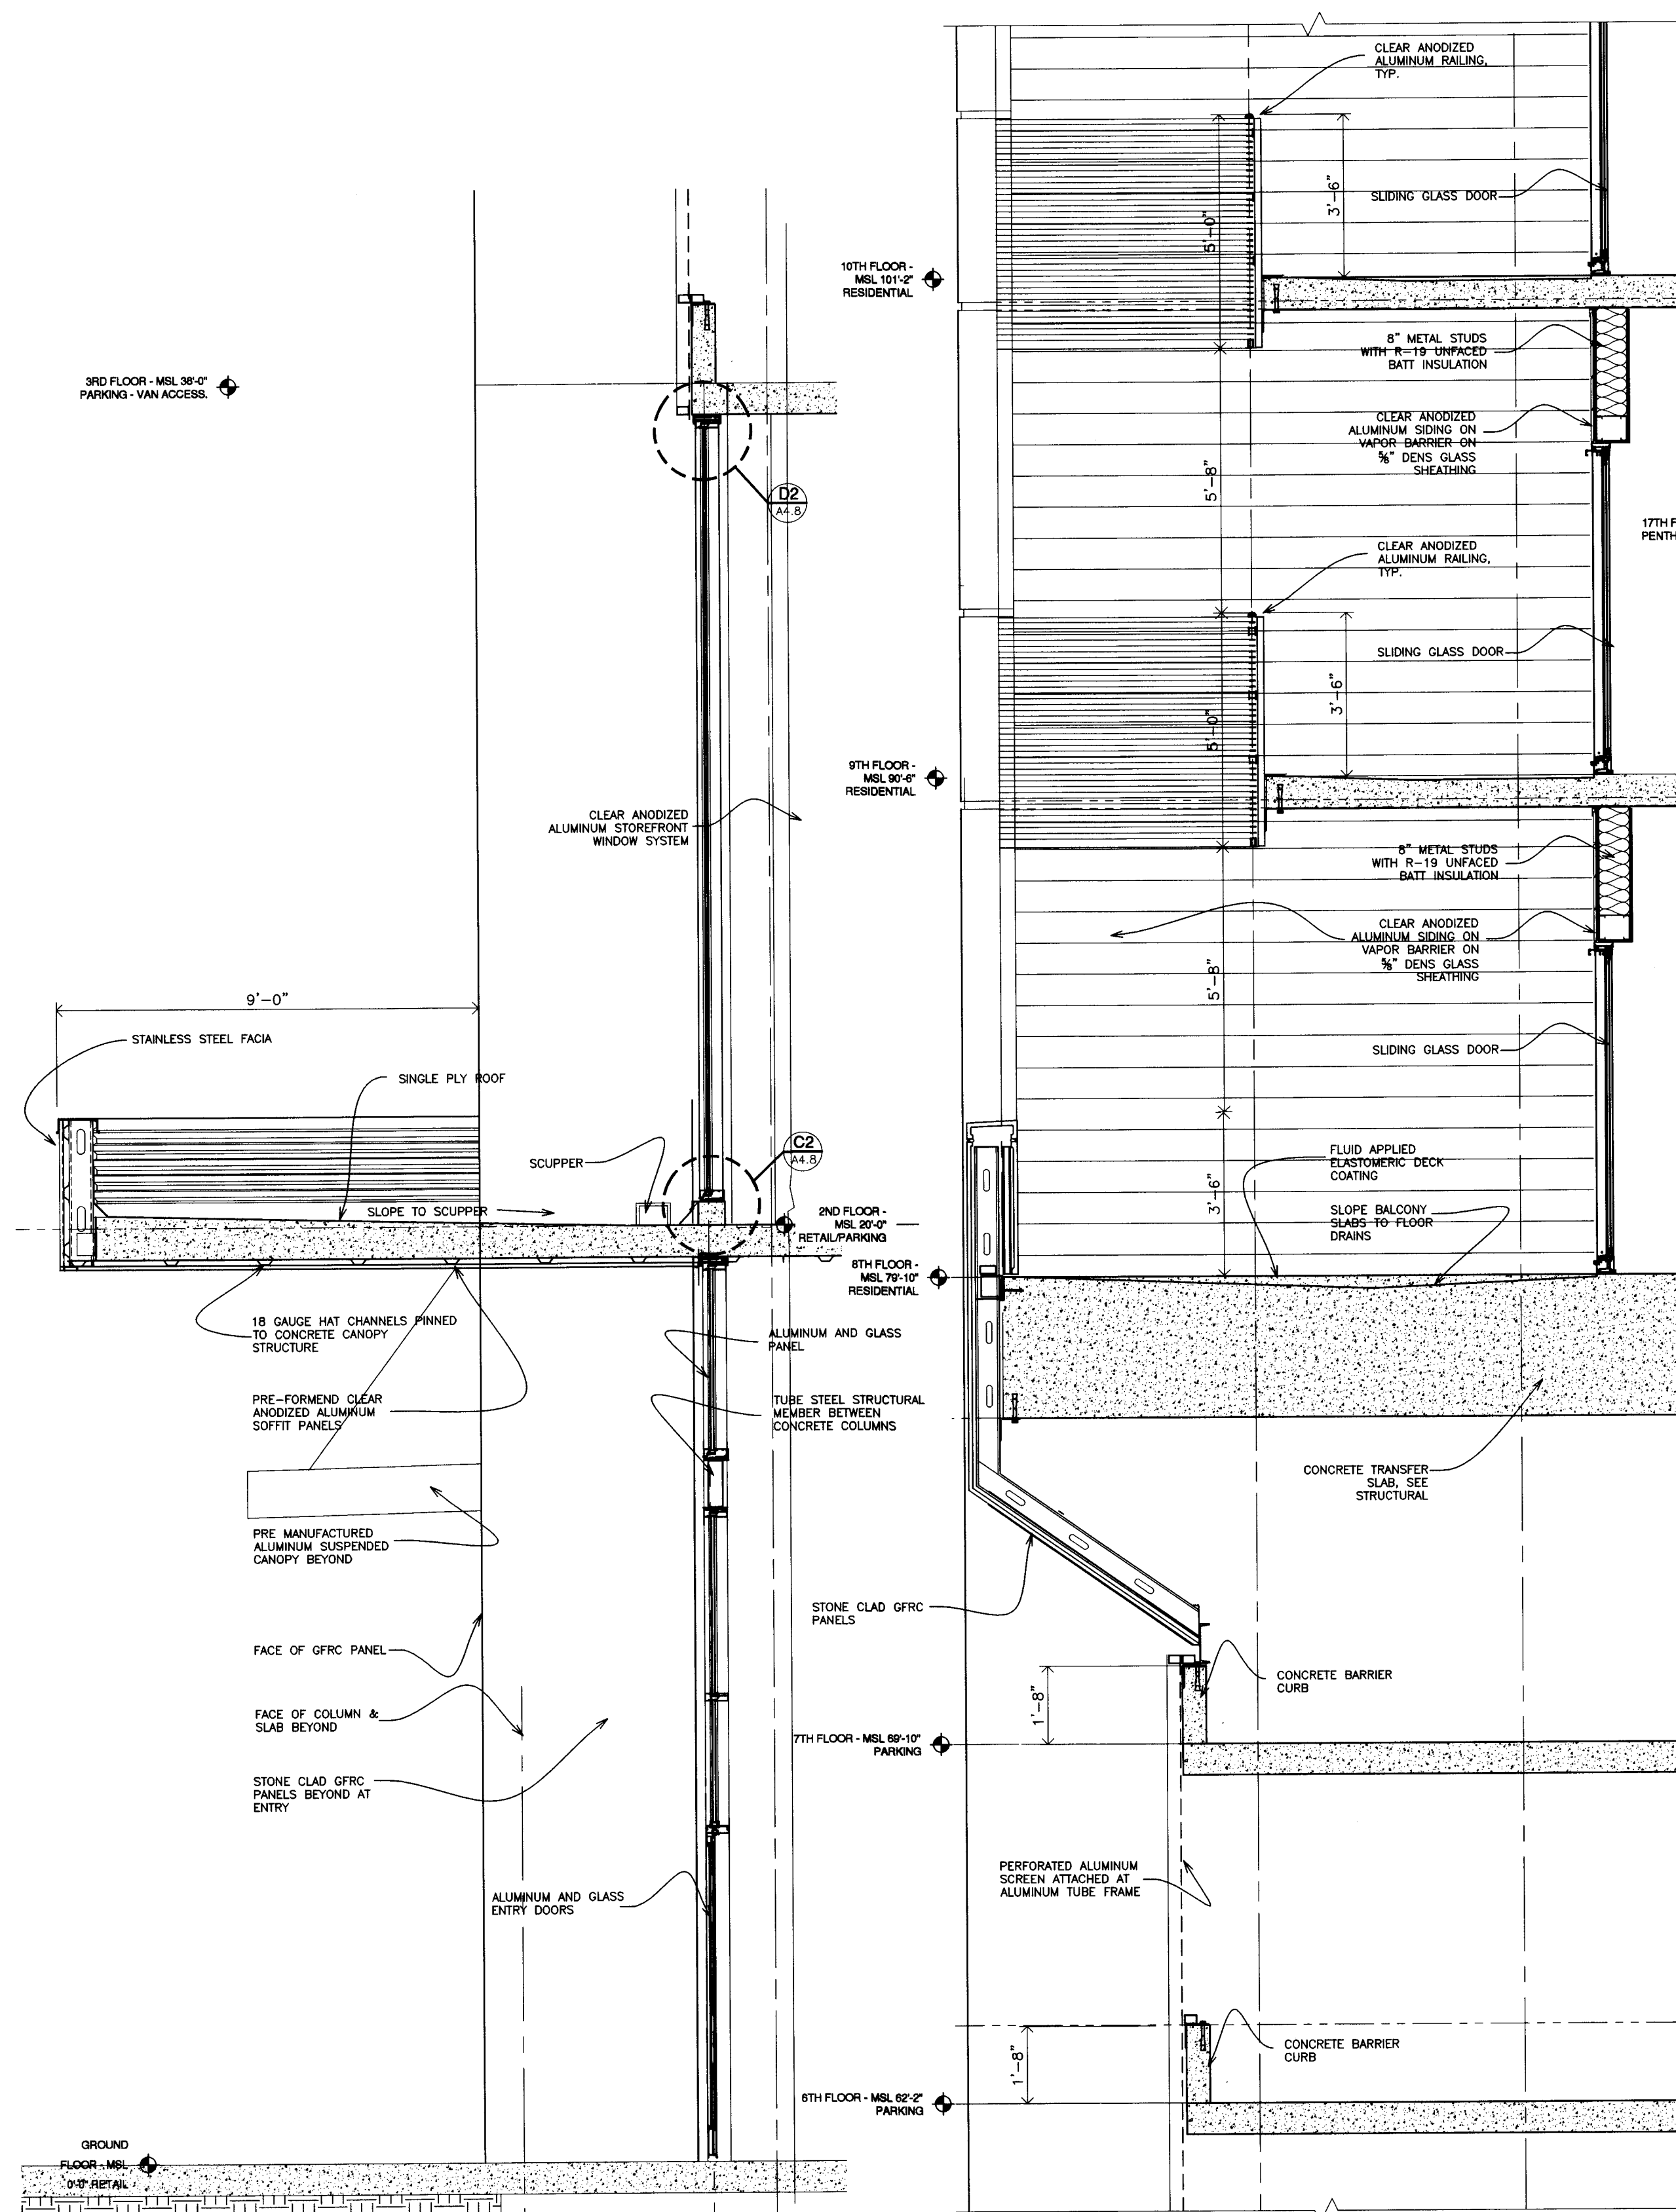 3RD FLOOR - MSL 38'-0"
PARKING - VAN ACCESS.
D2
A4.8
CLEAR ANODIZED
ALUMINUM STOREFRONT
WINDOW SYSTEM
9'-0"
STAINLESS STEEL FACIA
SINGLE PLY ROOF
SCUPPER
C2
A4.8
SLOPE TO SCUPPER
2ND FLOOR -
MSL 20'-0"
RETAIL/PARKING
18 GAUGE HAT CHANNELS PINNED
TO CONCRETE CANOPY
STRUCTURE
ALUMINUM AND GLASS
PANEL
PRE-FORMEND CLEAR
ANODIZED ALUMINUM
SOFFIT PANELS
TUBE STEEL STRUCTURAL
MEMBER BETWEEN
CONCRETE COLUMNS
PRE MANUFACTURED
ALUMINUM SUSPENDED
CANOPY BEYOND
FACE OF GFRC PANEL
FACE OF COLUMN &
SLAB BEYOND
STONE CLAD GFRC
PANELS BEYOND AT
ENTRY
ALUMINUM AND GLASS
ENTRY DOORS
GROUND
FLOOR - MSL
0'-0" RETAIL
CLEAR ANODIZED
ALUMINUM RAILING,
TYP.
3'-6"
5'-0"
SLIDING GLASS DOOR
10TH FLOOR -
MSL 101'-2"
RESIDENTIAL
8" METAL STUDS
WITH R-19 UNFACED
BATT INSULATION
CLEAR ANODIZED
ALUMINUM SIDING ON
VAPOR BARRIER ON
⅝" DENS GLASS
SHEATHING
5'-8"
17TH F
PENTH
CLEAR ANODIZED
ALUMINUM RAILING,
TYP.
SLIDING GLASS DOOR
3'-6"
5'-0"
9TH FLOOR -
MSL 90'-6"
RESIDENTIAL
8" METAL STUDS
WITH R-19 UNFACED
BATT INSULATION
CLEAR ANODIZED
ALUMINUM SIDING ON
VAPOR BARRIER ON
⅝" DENS GLASS
SHEATHING
5'-8"
SLIDING GLASS DOOR
FLUID APPLIED
ELASTOMERIC DECK
COATING
3'-6"
SLOPE BALCONY
SLABS TO FLOOR
DRAINS
8TH FLOOR -
MSL 79'-10"
RESIDENTIAL
CONCRETE TRANSFER
SLAB, SEE
STRUCTURAL
STONE CLAD GFRC
PANELS
CONCRETE BARRIER
CURB
1'-8"
7TH FLOOR - MSL 69'-10"
PARKING
PERFORATED ALUMINUM
SCREEN ATTACHED AT
ALUMINUM TUBE FRAME
CONCRETE BARRIER
CURB
1'-8"
6TH FLOOR - MSL 62'-2"
PARKING